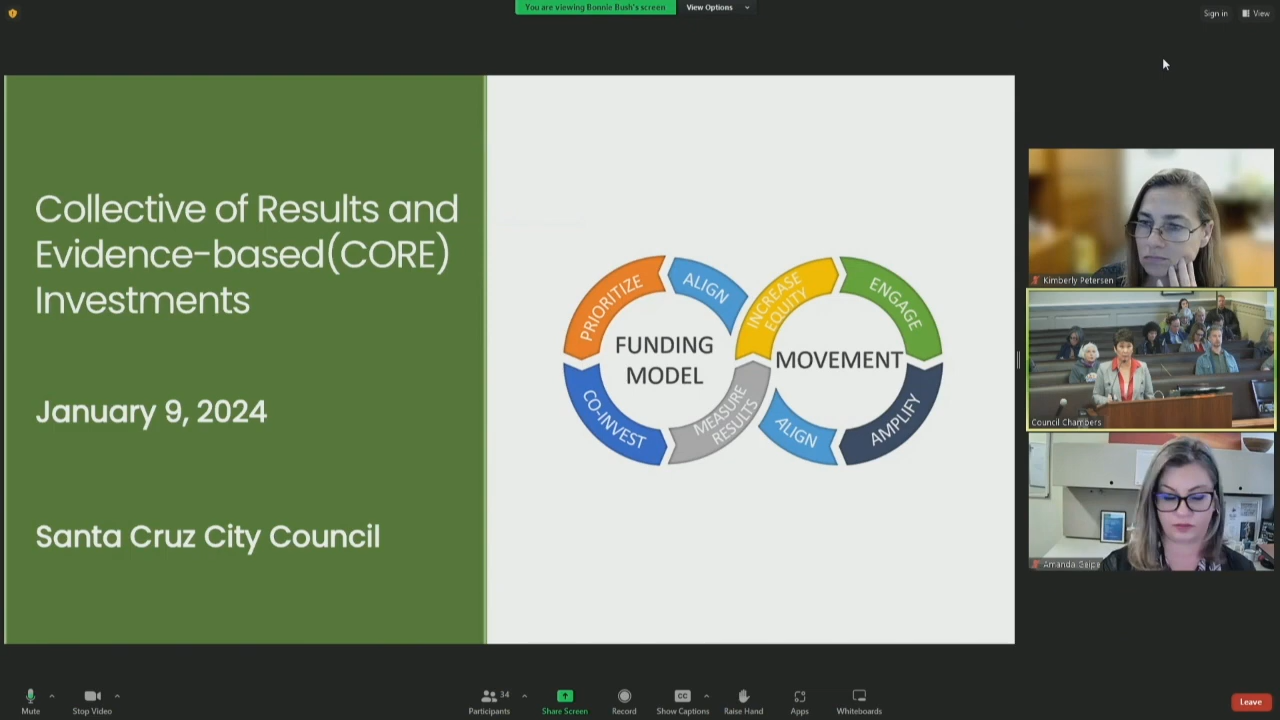 You are viewing Bonnie Bush's screen
View Options
Sign in
View
Collective of Results and
Evidence-based(CORE)
Investments
January 9, 2024
Santa Cruz City Council
PRIORITIZE
ALIGN
INCREASE
EQUITY
ENGAGE
FUNDING
MODEL
MOVEMENT
CO-INVEST
MEASURE
RESULTS
ALIGN
AMPLIFY
Kimberly Petersen
Council Chambers
Amanda
Mute
Stop Video
Participants
34
Share Screen
Record
CC
Show Captions
Raise Hand
Apps
Whiteboards
Leave